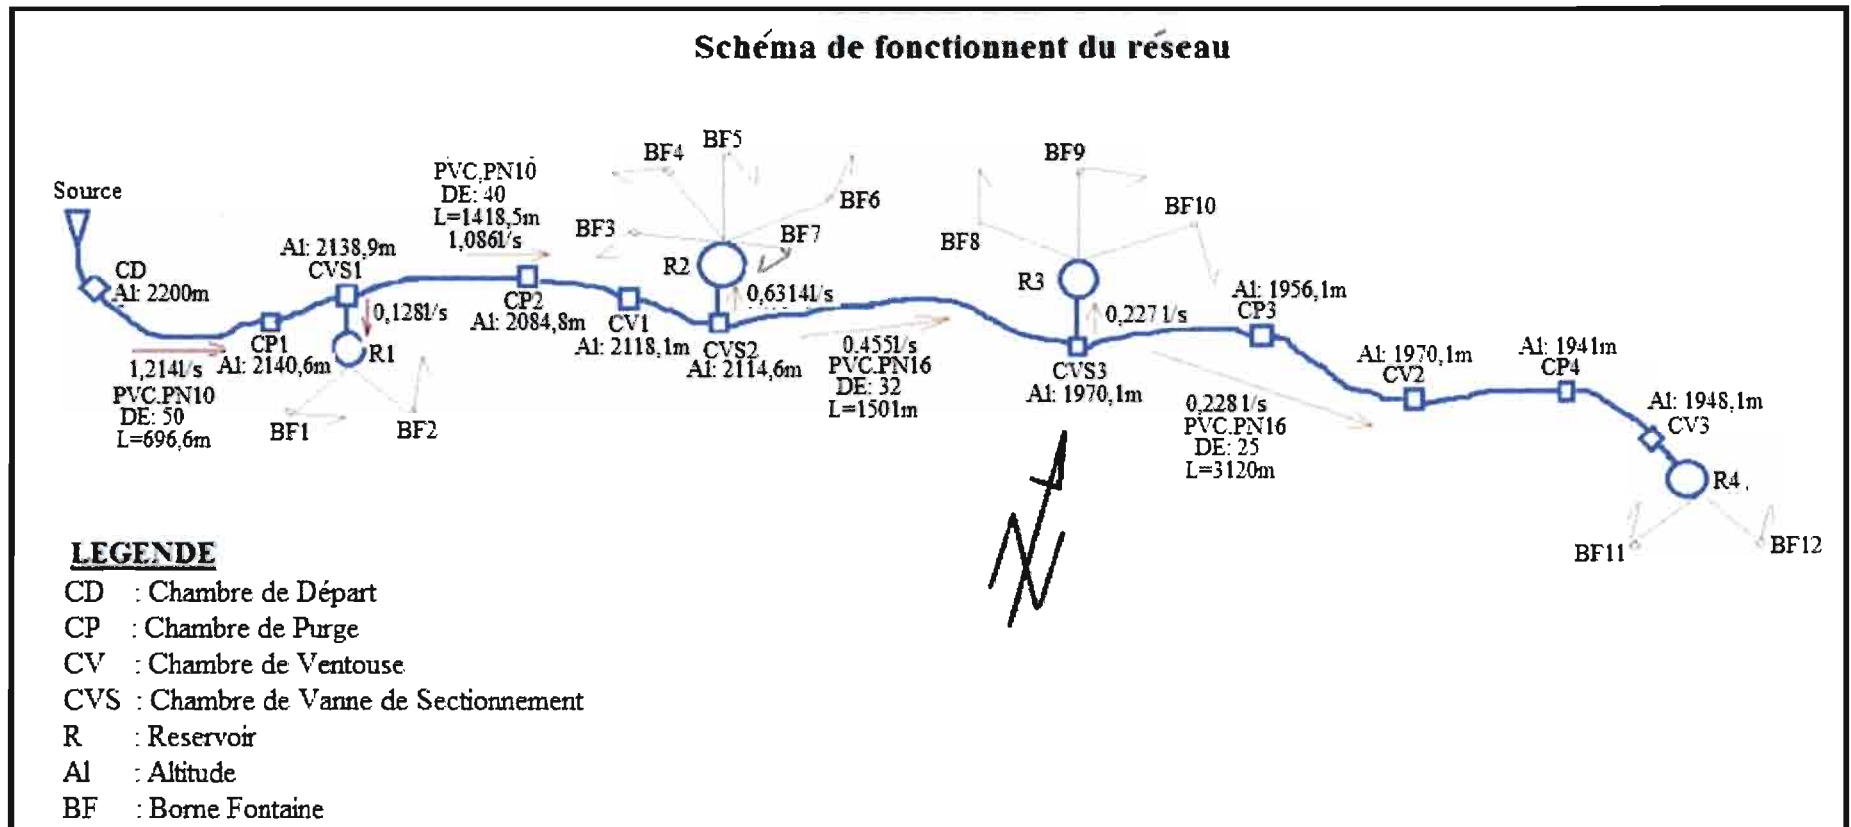 Schéma de fonctionnent du réseau
Source
CD
Al: 2200m
1,214l/s
PVC.PN10
DE: 50
L=696,6m
CP1
Al: 2140,6m
Al: 2138,9m
CVS1
0,128l/s
R1
BF1
BF2
PVC,PN10
DE: 40
L=1418,5m
1,086l/s
CP2
Al: 2084,8m
CV1
Al: 2118,1m
BF3
BF4
BF5
BF6
BF7
R2
0,6314l/s
CVS2
Al: 2114,6m
0.455l/s
PVC.PN16
DE: 32
L=1501m
BF8
BF9
BF10
R3
0,227 l/s
CVS3
Al: 1970,1m
Al: 1956,1m
CP3
0,228 l/s
PVC.PN16
DE: 25
L=3120m
Al: 1970,1m
CV2
Al: 1941m
CP4
Al: 1948,1m
CV3
R4
BF11
BF12
N
LEGENDE
CD : Chambre de Départ
CP : Chambre de Purge
CV : Chambre de Ventouse
CVS : Chambre de Vanne de Sectionnement
R : Reservoir
Al : Altitude
BF : Borne Fontaine